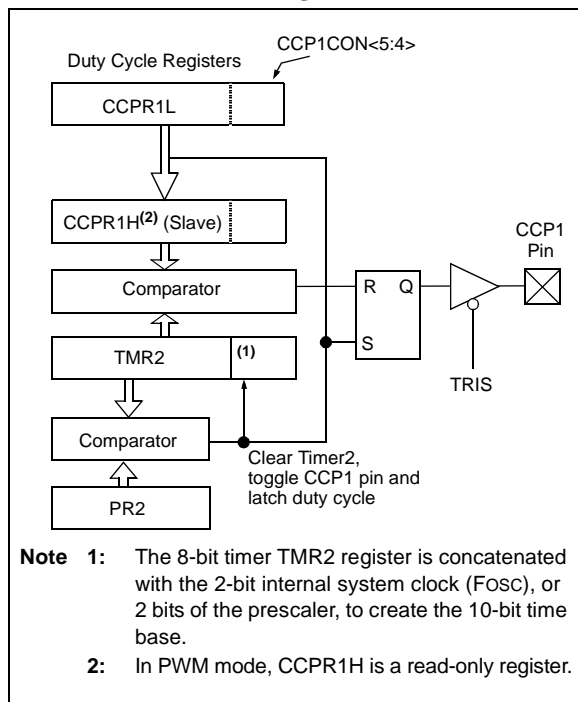 CCP1CON<5:4>
Duty Cycle Registers
CCPR1L
CCPR1H(2) (Slave)
CCP1
Pin
Comparator
R Q
TMR2
(1)
S
TRIS
Comparator
Clear Timer2,
toggle CCP1 pin and
latch duty cycle
PR2
Note 1: The 8-bit timer TMR2 register is concatenated
with the 2-bit internal system clock (FOSC), or
2 bits of the prescaler, to create the 10-bit time
base.
2: In PWM mode, CCPR1H is a read-only register.